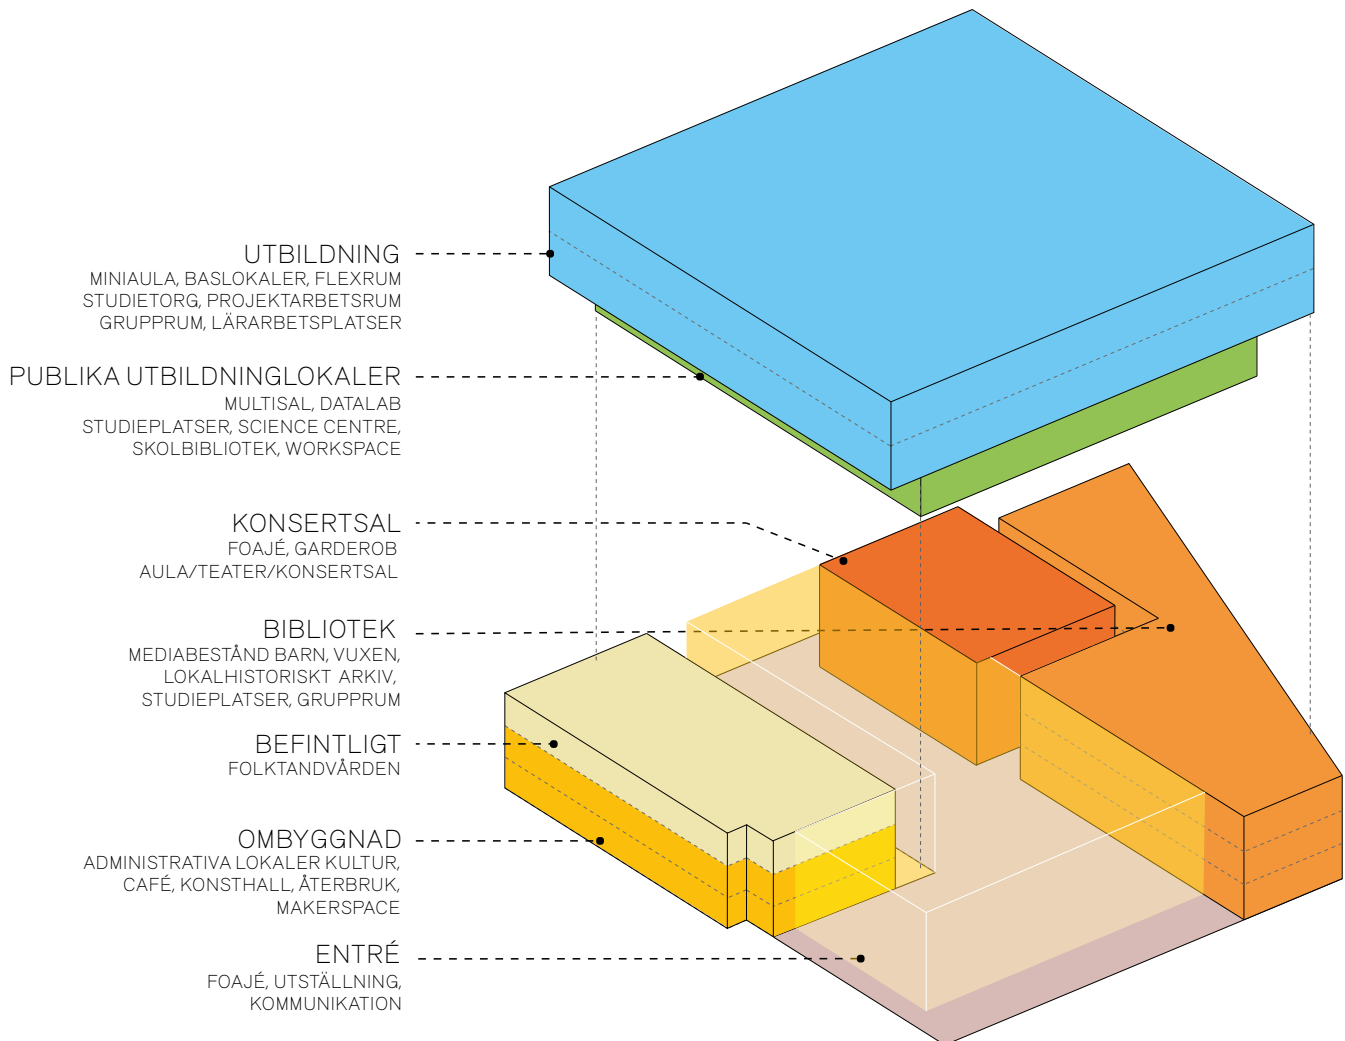 UTBILDNING
MINIAULA, BASLOKALER, FLEXRUM
STUDIETORG, PROJEKTARBETSRUM
GRUPPRUM, LÄRARBETSPLATSER
PUBLIKA UTBILDNINGLOKALER
MULTISAL, DATALAB
STUDIEPLATSER, SCIENCE CENTRE,
SKOLBIBLIOTEK, WORKSPACE
KONSERTSAL
FOAJÉ, GARDEROB
AULA/TEATER/KONSERTSAL
BIBLIOTEK
MEDIABESTÅND BARN, VUXEN,
LOKALHISTORISKT ARKIV,
STUDIEPLATSER, GRUPPRUM
BEFINTLIGT
FOLKTANDVÅRDEN
OMBYGGNAD
ADMINISTRATIVA LOKALER KULTUR,
CAFÉ, KONSTHALL, ÅTERBRUK,
MAKERSPACE
ENTRÉ
FOAJÉ, UTSTÄLLNING,
KOMMUNIKATION